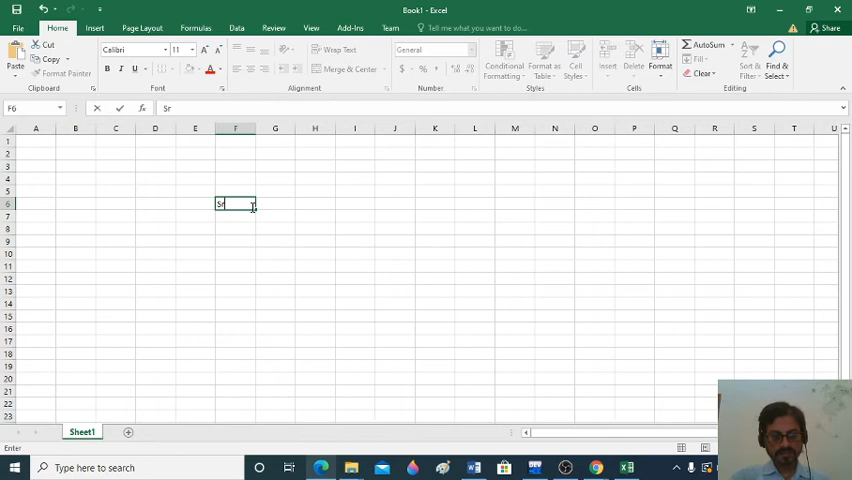 Book1 - Excel
File Home Insert Page Layout Formulas Data Review View Add-Ins Team Tell me what you want to do... Share
Paste Cut Copy Format Painter Clipboard
Calibri 11 A A B I U A Font
Wrap Text Merge & Center Alignment
General $ % , Number
Conditional Formatting Format as Table Cell Styles Styles
Insert Delete Format Cells
AutoSum Fill Clear Sort & Filter Find & Select Editing
F6 fx Sr
A B C D E F G H I J K L M N O P Q R S T U
1
2
3
4
5
6 Sr
7
8
9
10
11
12
13
14
15
16
17
18
19
20
21
22
23
Sheet1
Enter
Type here to search